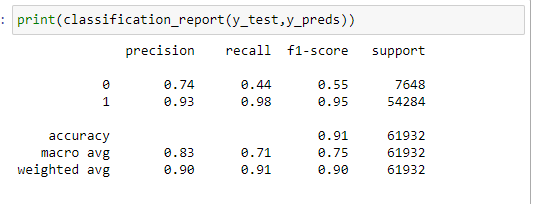 : print(classification_report(y_test,y_preds))
precision recall f1-score support
0 0.74 0.44 0.55 7648
1 0.93 0.98 0.95 54284
accuracy 0.91 61932
macro avg 0.83 0.71 0.75 61932
weighted avg 0.90 0.91 0.90 61932